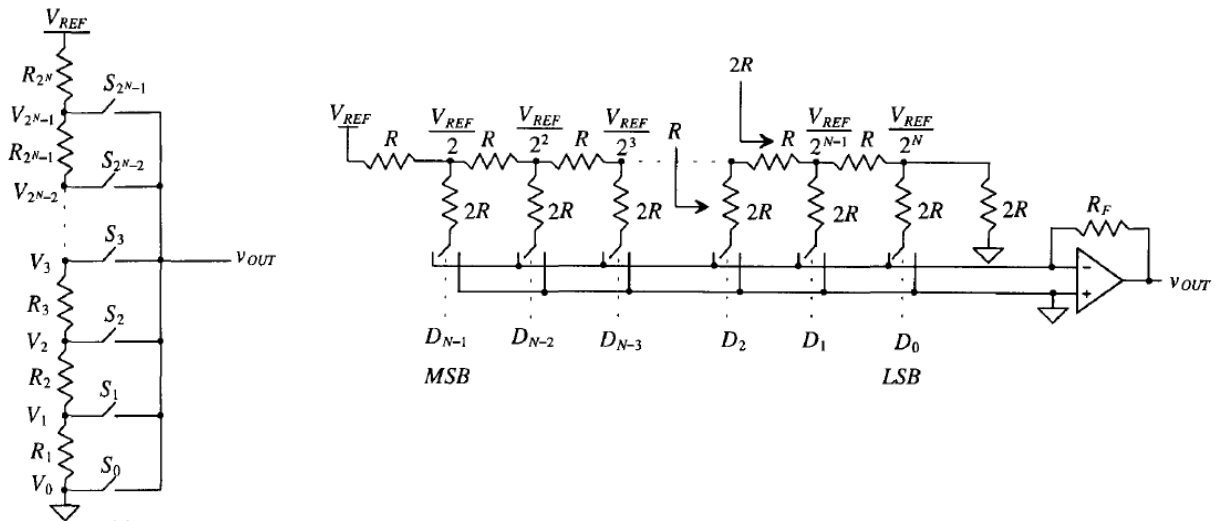 V_REF
R_{2^N}
S_{2^N-1}
V_{2^N-1}
R_{2^N-1}
S_{2^N-2}
V_{2^N-2}
V_3
S_3
v_OUT
R_3
S_2
V_2
R_2
S_1
V_1
R_1
S_0
V_0
2R
V_REF
R
V_REF/2
R
V_REF/2^2
R
V_REF/2^3
R
R
V_REF/2^{N-1}
R
V_REF/2^N
2R
2R
2R
2R
2R
2R
2R
R_F
−
+
v_OUT
D_{N-1}
D_{N-2}
D_{N-3}
D_2
D_1
D_0
MSB
LSB